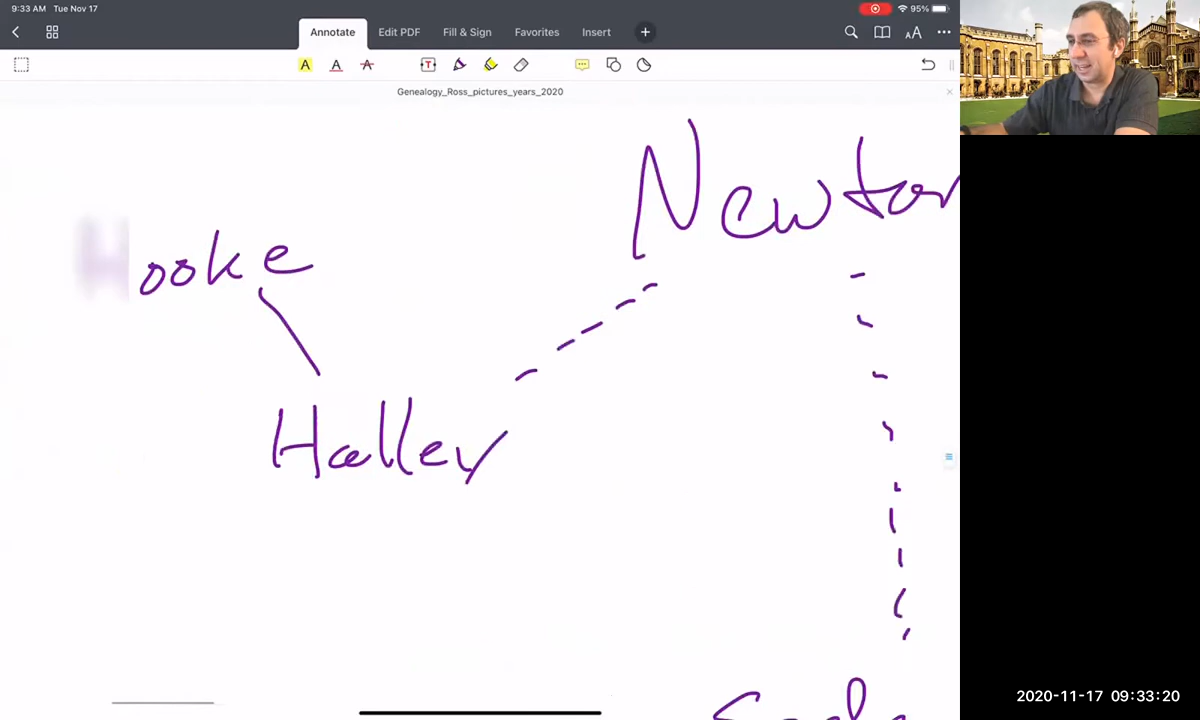 9:33 AM Tue Nov 17
95%
Annotate Edit PDF Fill & Sign Favorites Insert
A A A T
Genealogy_Ross_pictures_years_2020
Newton
ooke
Halley
2020-11-17 09:33:20